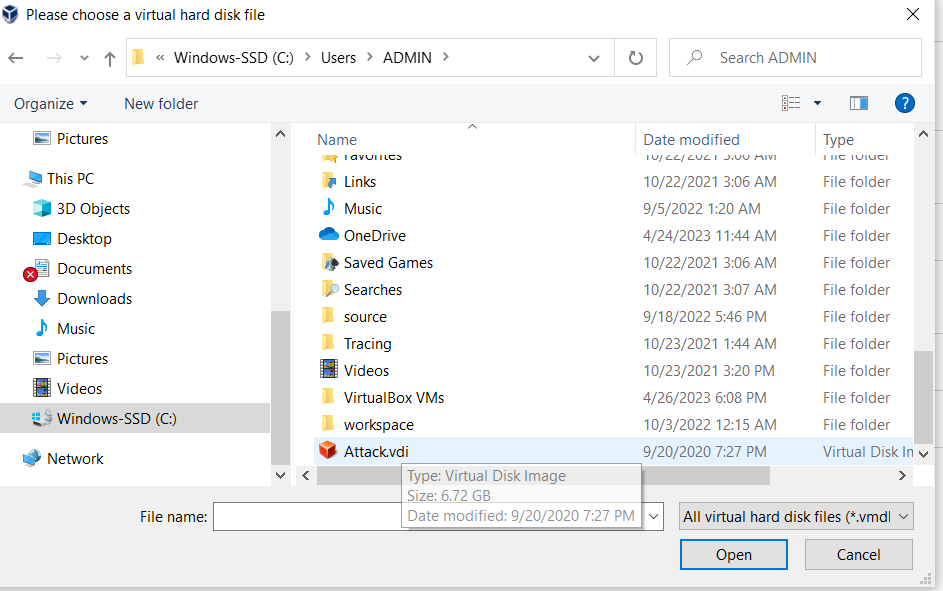 Please choose a virtual hard disk file
« Windows-SSD (C:) > Users > ADMIN >
Search ADMIN
Organize New folder
?
Pictures
This PC
3D Objects
Desktop
Documents
Downloads
Music
Pictures
Videos
Windows-SSD (C:)
Network
Name Date modified Type
Favorites 10/22/2021 3:06 AM File folder
Links 10/22/2021 3:06 AM File folder
Music 9/5/2022 1:20 AM File folder
OneDrive 4/24/2023 11:44 AM File folder
Saved Games 10/22/2021 3:06 AM File folder
Searches 10/22/2021 3:07 AM File folder
source 9/18/2022 5:46 PM File folder
Tracing 10/23/2021 1:44 AM File folder
Videos 10/23/2021 3:20 PM File folder
VirtualBox VMs 4/26/2023 6:08 PM File folder
workspace 10/3/2022 12:15 AM File folder
Attack.vdi 9/20/2020 7:27 PM Virtual Disk In
Type: Virtual Disk Image
Size: 6.72 GB
Date modified: 9/20/2020 7:27 PM
File name:
All virtual hard disk files (*.vmdl
Open Cancel